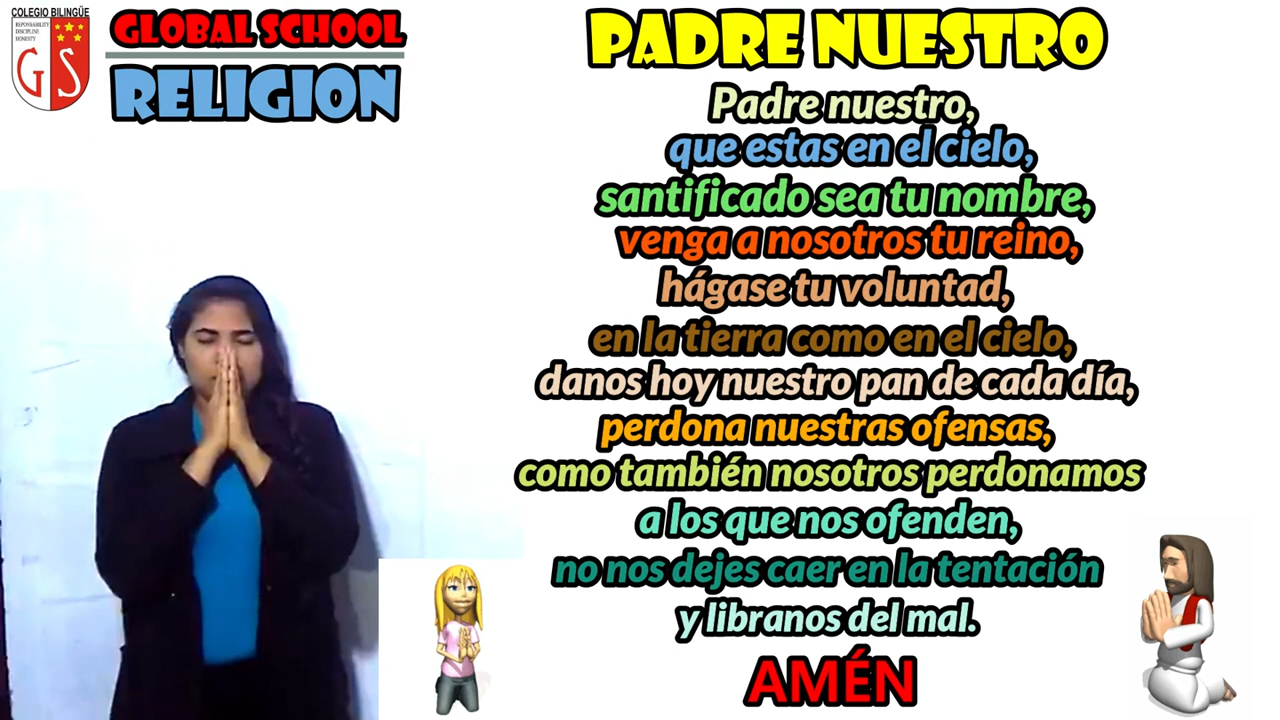 COLEGIO BILINGÜE
RESPONSABILITY
DISCIPLINE
HONESTY
G S
GLOBAL SCHOOL
RELIGION
PADRE NUESTRO
Padre nuestro,
que estas en el cielo,
santificado sea tu nombre,
venga a nosotros tu reino,
hágase tu voluntad,
en la tierra como en el cielo,
danos hoy nuestro pan de cada día,
perdona nuestras ofensas,
como también nosotros perdonamos
a los que nos ofenden,
no nos dejes caer en la tentación
y libranos del mal.
AMÉN